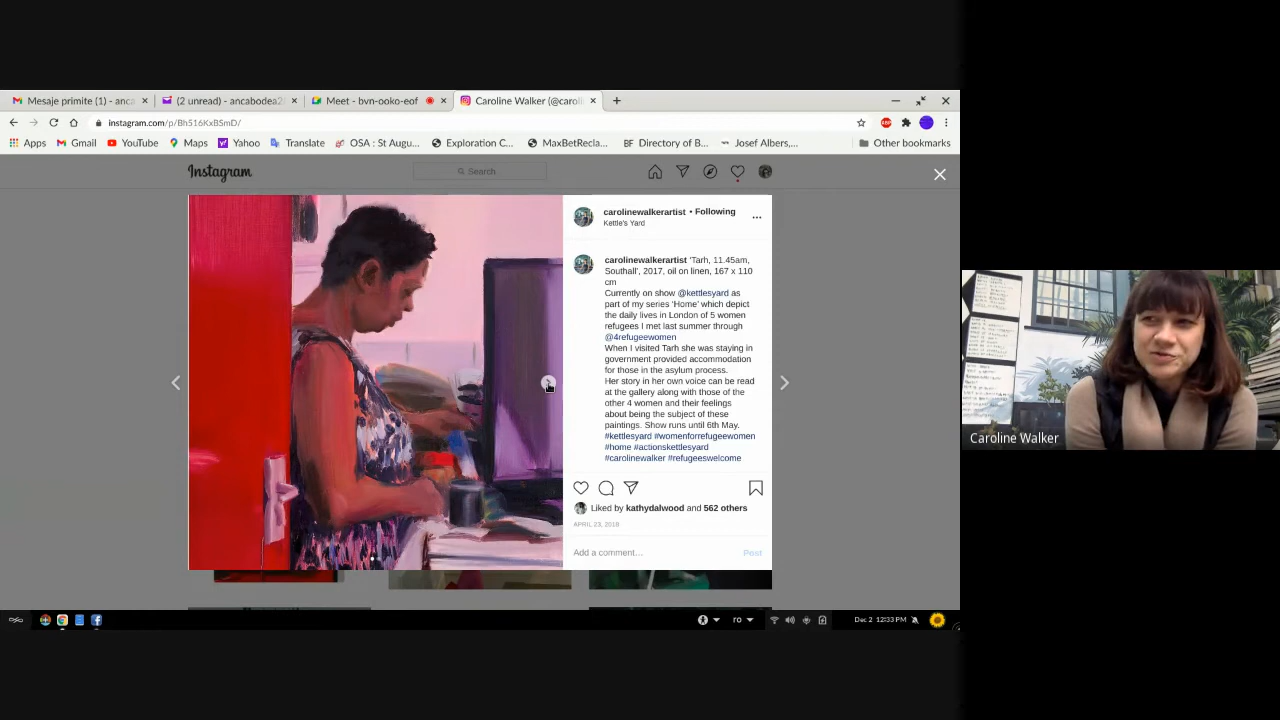 Mesaje primite (1) - anca
(2 unread) - ancabodea2
Meet - bvn-ooko-eof
Caroline Walker (@caroli
instagram.com/p/Bh516KxBSmD/
ABP
Apps
Gmail
YouTube
Maps
Yahoo
Translate
OSA : St Augu...
Exploration C...
MaxBetRecla...
BF Directory of B...
Josef Albers,...
Other bookmarks
Instagram
Search
carolinewalkerartist • Following
Kettle's Yard
carolinewalkerartist 'Tarh, 11.45am,
Southall', 2017, oil on linen, 167 x 110
cm
Currently on show @kettlesyard as
part of my series 'Home' which depict
the daily lives in London of 5 women
refugees I met last summer through
@4refugeewomen
When I visited Tarh she was staying in
government provided accommodation
for those in the asylum process.
Her story in her own voice can be read
at the gallery along with those of the
other 4 women and their feelings
about being the subject of these
paintings. Show runs until 6th May.
#kettlesyard #womenforrefugeewomen
#home #actionskettlesyard
#carolinewalker #refugeeswelcome
Liked by kathydalwood and 562 others
APRIL 23, 2018
Add a comment...
Post
Caroline Walker
ro
Dec 2 12:33 PM